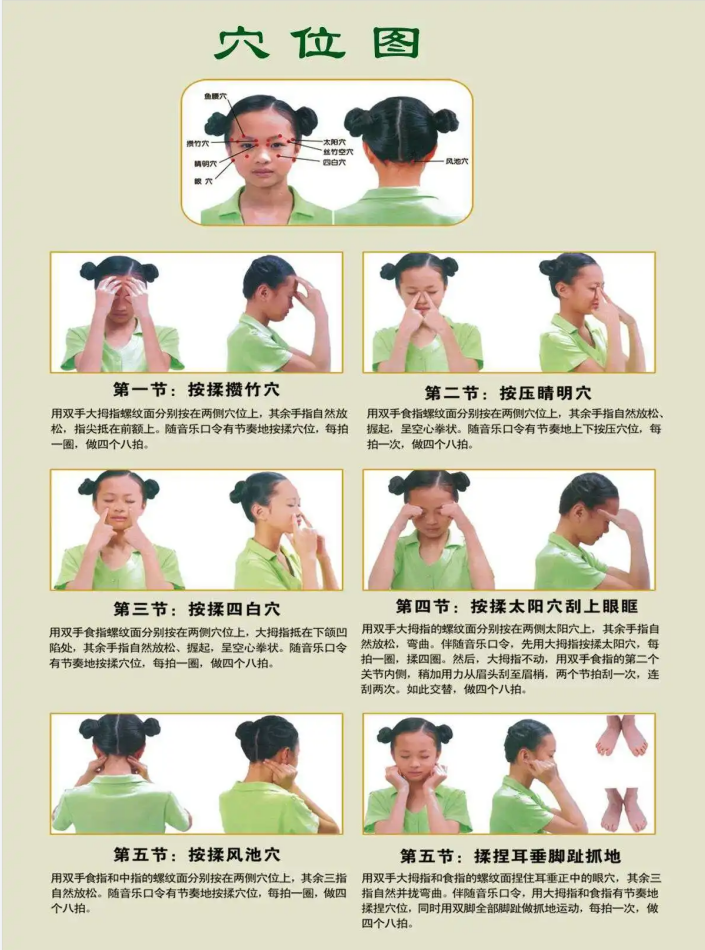 穴位图
鱼腰穴
攒竹穴
睛明穴
眼 穴
太阳穴
丝竹空穴
四白穴
风池穴
第一节：按揉攒竹穴
用双手大拇指螺纹面分别按在两侧穴位上，其余手指自然放
松，指尖抵在前额上。随音乐口令有节奏地按揉穴位，每拍
一圈，做四个八拍。
第二节：按压睛明穴
用双手食指螺纹面分别按在两侧穴位上，其余手指自然放松、
握起，呈空心拳状。随音乐口令有节奏地上下按压穴位，每
拍一次，做四个八拍。
第三节：按揉四白穴
用双手食指螺纹面分别按在两侧穴位上，大拇指抵在下颌凹
陷处，其余手指自然放松、握起，呈空心拳状。随音乐口令
有节奏地按揉穴位，每拍一圈，做四个八拍。
第四节：按揉太阳穴刮上眼眶
用双手大拇指的螺纹面分别按在两侧太阳穴上，其余手指自
然放松，弯曲。伴随音乐口令，先用大拇指按揉太阳穴，每
拍一圈，揉四圈。然后，大拇指不动，用双手食指的第二个
关节内侧，稍加用力从眉头刮至眉梢，两个节拍刮一次，连
刮两次。如此交替，做四个八拍。
第五节：按揉风池穴
用双手食指和中指的螺纹面分别按在两侧穴位上，其余三指
自然放松。随音乐口令有节奏地按揉穴位，每拍一圈，做四
个八拍。
第五节：揉捏耳垂脚趾抓地
用双手大拇指和食指的螺纹面捏住耳垂正中的眼穴，其余三
指自然并拢弯曲。伴随音乐口令，用大拇指和食指有节奏地
揉捏穴位，同时用双脚全部脚趾做抓地运动，每拍一次，做
四个八拍。